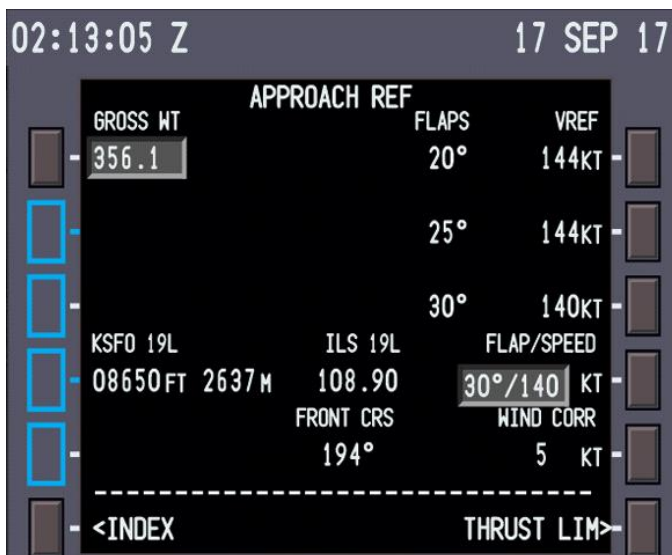 02:13:05 Z 17 SEP 17
APPROACH REF
GROSS WT FLAPS VREF
356.1 20° 144KT
25° 144KT
30° 140KT
KSFO 19L ILS 19L FLAP/SPEED
08650FT 2637M 108.90 30°/140 KT
FRONT CRS WIND CORR
194° 5 KT
<INDEX THRUST LIM>